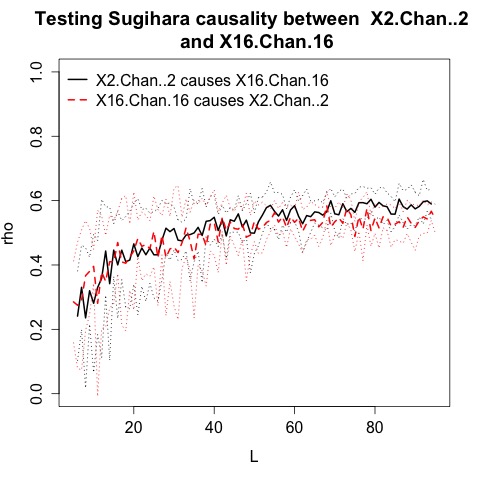 Testing Sugihara causality between  X2.Chan..2
and X16.Chan.16
X2.Chan..2 causes X16.Chan.16
X16.Chan.16 causes X2.Chan..2
1.0
0.8
0.6
0.4
0.2
0.0
rho
20 40 60 80
L